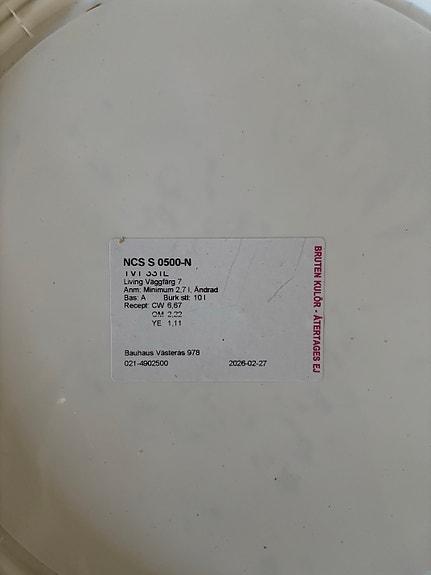 NCS S 0500-N
Living Väggfärg 7
Anm: Minimum 2,7 l, Ändrad
Bas: A Burk stl: 10 l
Recept: CW 6,67
OM 2,22
YE 1,11
Bauhaus Västerås 978
021-4902500 2026-02-27
BRUTEN KULÖR - ÅTERTAGES EJ